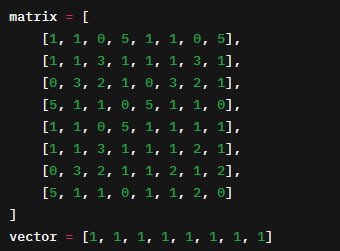 matrix = [
[1, 1, 0, 5, 1, 1, 0, 5],
[1, 1, 3, 1, 1, 1, 3, 1],
[0, 3, 2, 1, 0, 3, 2, 1],
[5, 1, 1, 0, 5, 1, 1, 0],
[1, 1, 0, 5, 1, 1, 1, 1],
[1, 1, 3, 1, 1, 1, 2, 1],
[0, 3, 2, 1, 1, 2, 1, 2],
[5, 1, 1, 0, 1, 1, 2, 0]
]
vector = [1, 1, 1, 1, 1, 1, 1, 1]